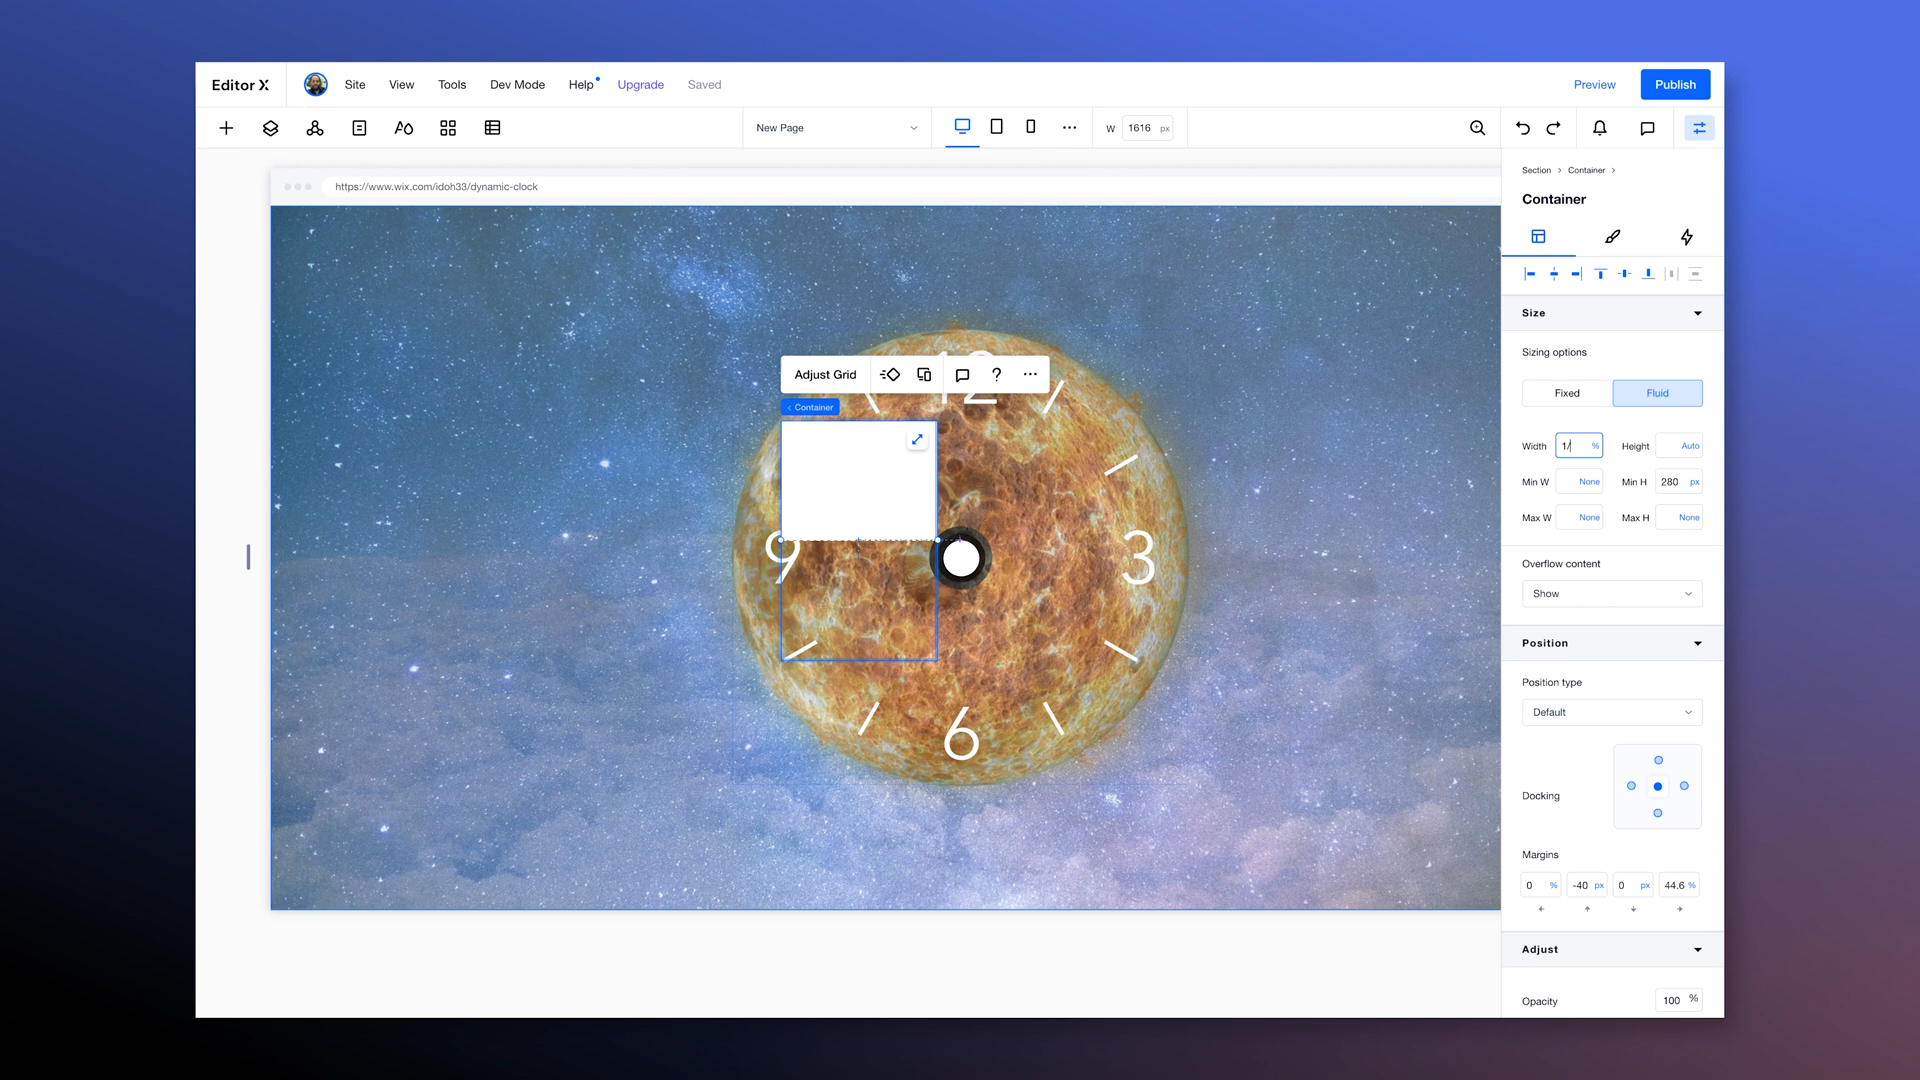 Editor X
Site View Tools Dev Mode Help Upgrade Saved
Preview Publish
New Page
W 1616 px
https://www.wix.com/idoh33/dynamic-clock
Section > Container >
Container
Size
Sizing options
Fixed Fluid
Width 1/ % Height Auto
Min W None Min H 280 px
Max W None Max H None
Overflow content
Show
Position
Position type
Default
Docking
Margins
0 % -40 px 0 px 44.6 %
Adjust
Opacity 100 %
Adjust Grid ?
< Container
12
9
3
6